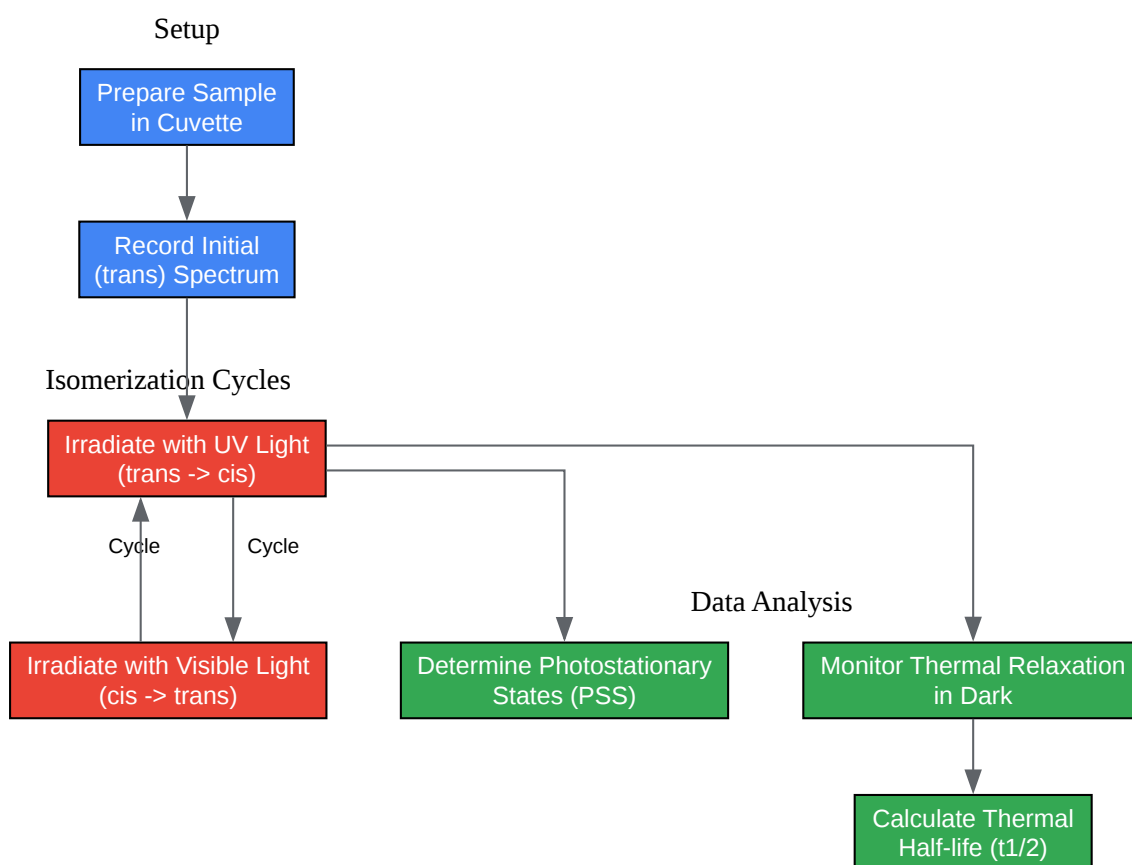 Setup
Prepare Sample
in Cuvette
Record Initial
(trans) Spectrum
Isomerization Cycles
Irradiate with UV Light
(trans -> cis)
Cycle
Cycle
Data Analysis
Irradiate with Visible Light
(cis -> trans)
Determine Photostationary
States (PSS)
Monitor Thermal Relaxation
in Dark
Calculate Thermal
Half-life (t1/2)